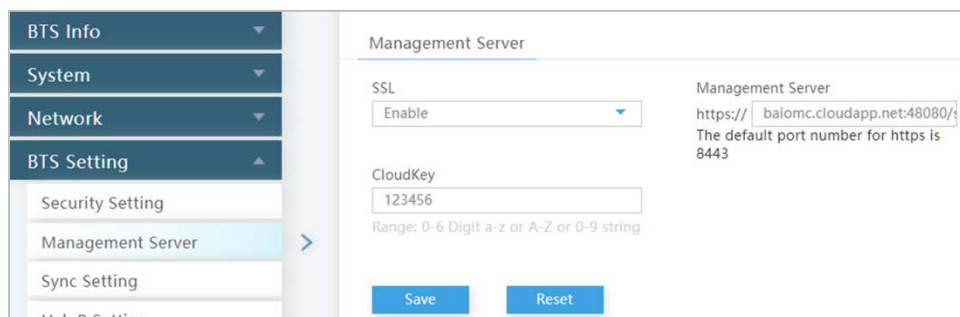 BTS Info
System
Network
BTS Setting
Security Setting
Management Server
Sync Setting
Management Server
SSL
Enable
CloudKey
123456
Range: 0-6 Digit a-z or A-Z or 0-9 string
Save Reset
Management Server
https:// baiomc.cloudapp.net:48080/
The default port number for https is
8443